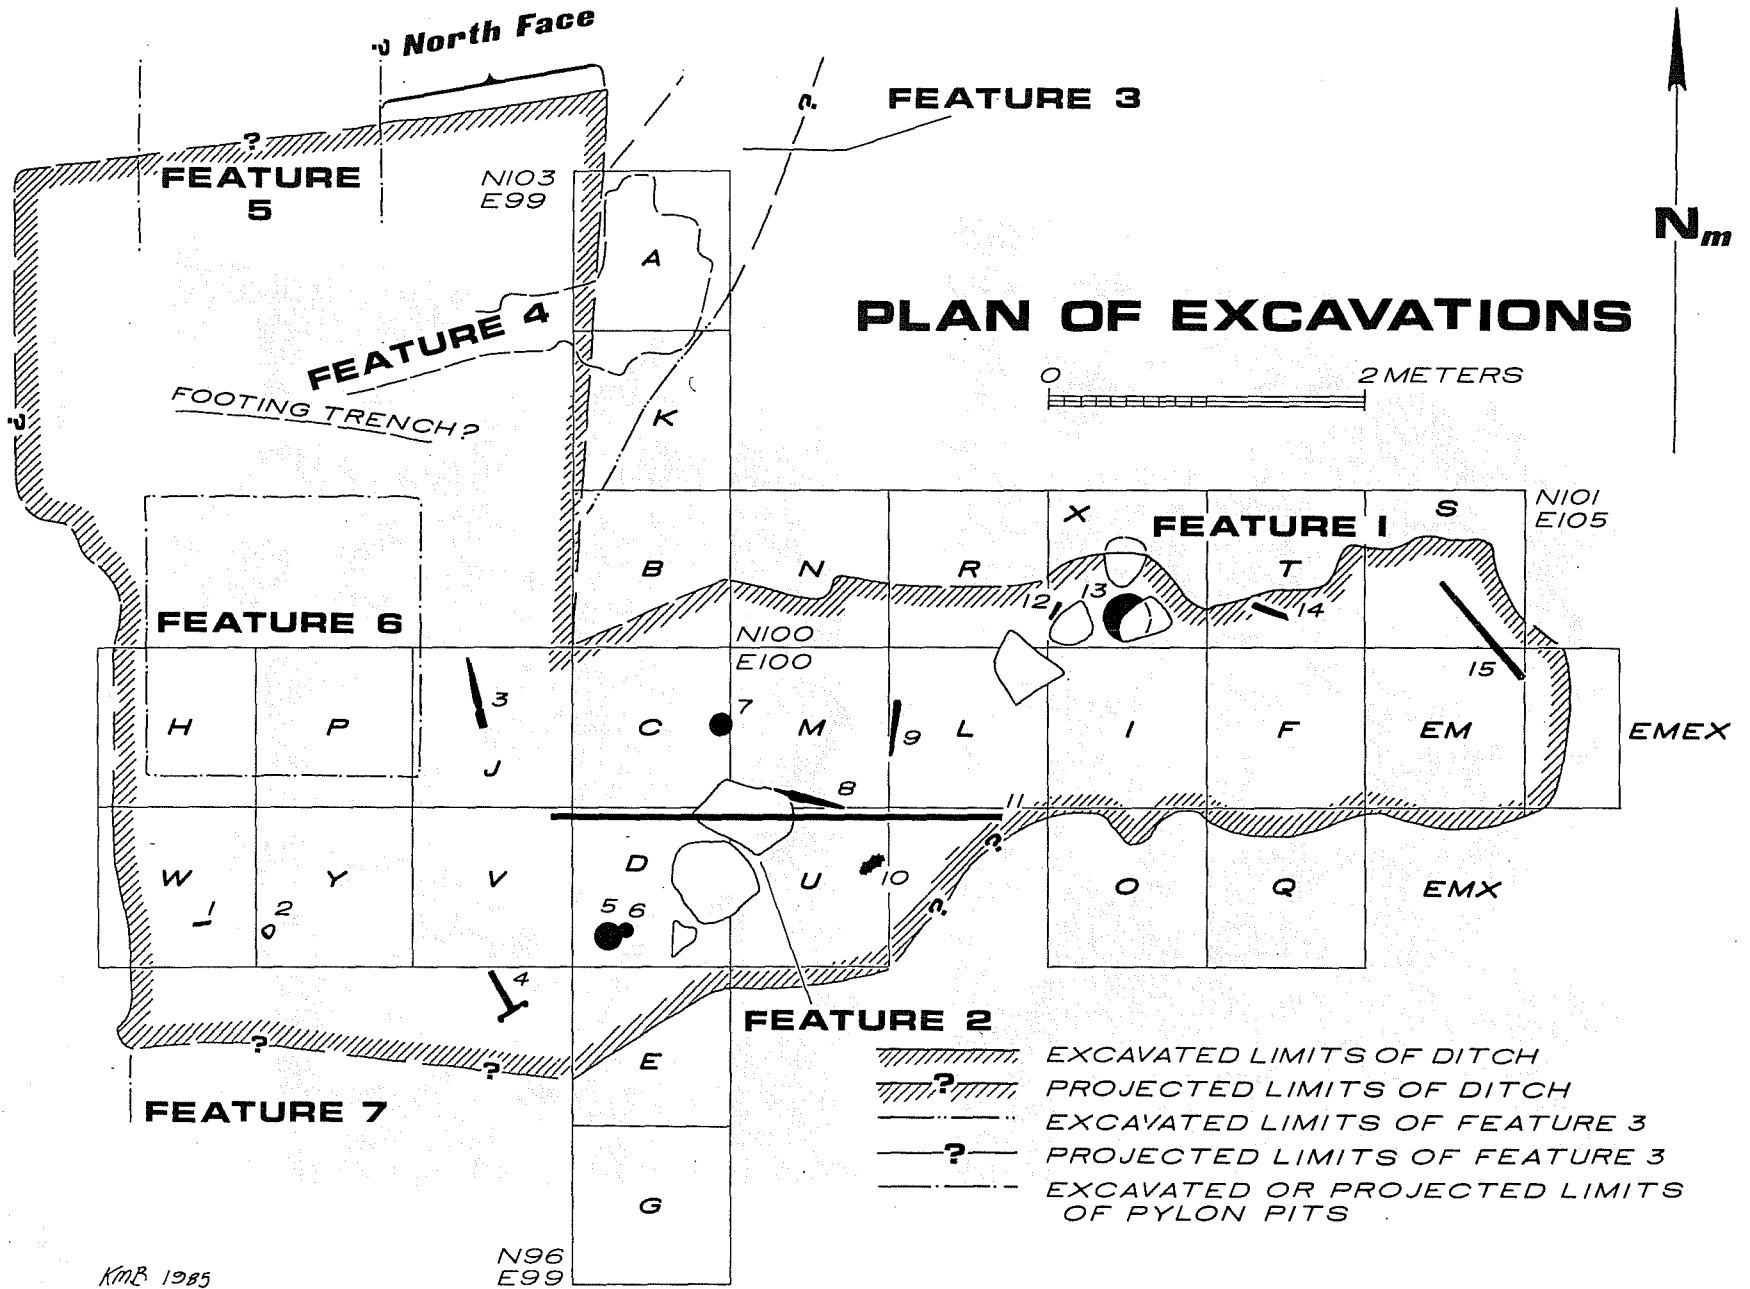 North Face
?
FEATURE 3
?
?
FEATURE
5
N103
E99
A
Nm
PLAN OF EXCAVATIONS
FEATURE 4
0
2 METERS
FOOTING TRENCH?
?
K
N101
E105
X
S
FEATURE 1
B
N
R
T
12
13
14
FEATURE 6
N100
E100
15
H
P
3
C
7
M
9
L
I
F
EM
EMEX
J
8
11
?
W
Y
V
D
U
10
O
Q
EMX
1
2
5
6
?
4
FEATURE 2
?
?
E
EXCAVATED LIMITS OF DITCH
? PROJECTED LIMITS OF DITCH
FEATURE 7
EXCAVATED LIMITS OF FEATURE 3
? PROJECTED LIMITS OF FEATURE 3
EXCAVATED OR PROJECTED LIMITS
OF PYLON PITS
G
N96
E99
KMB 1985